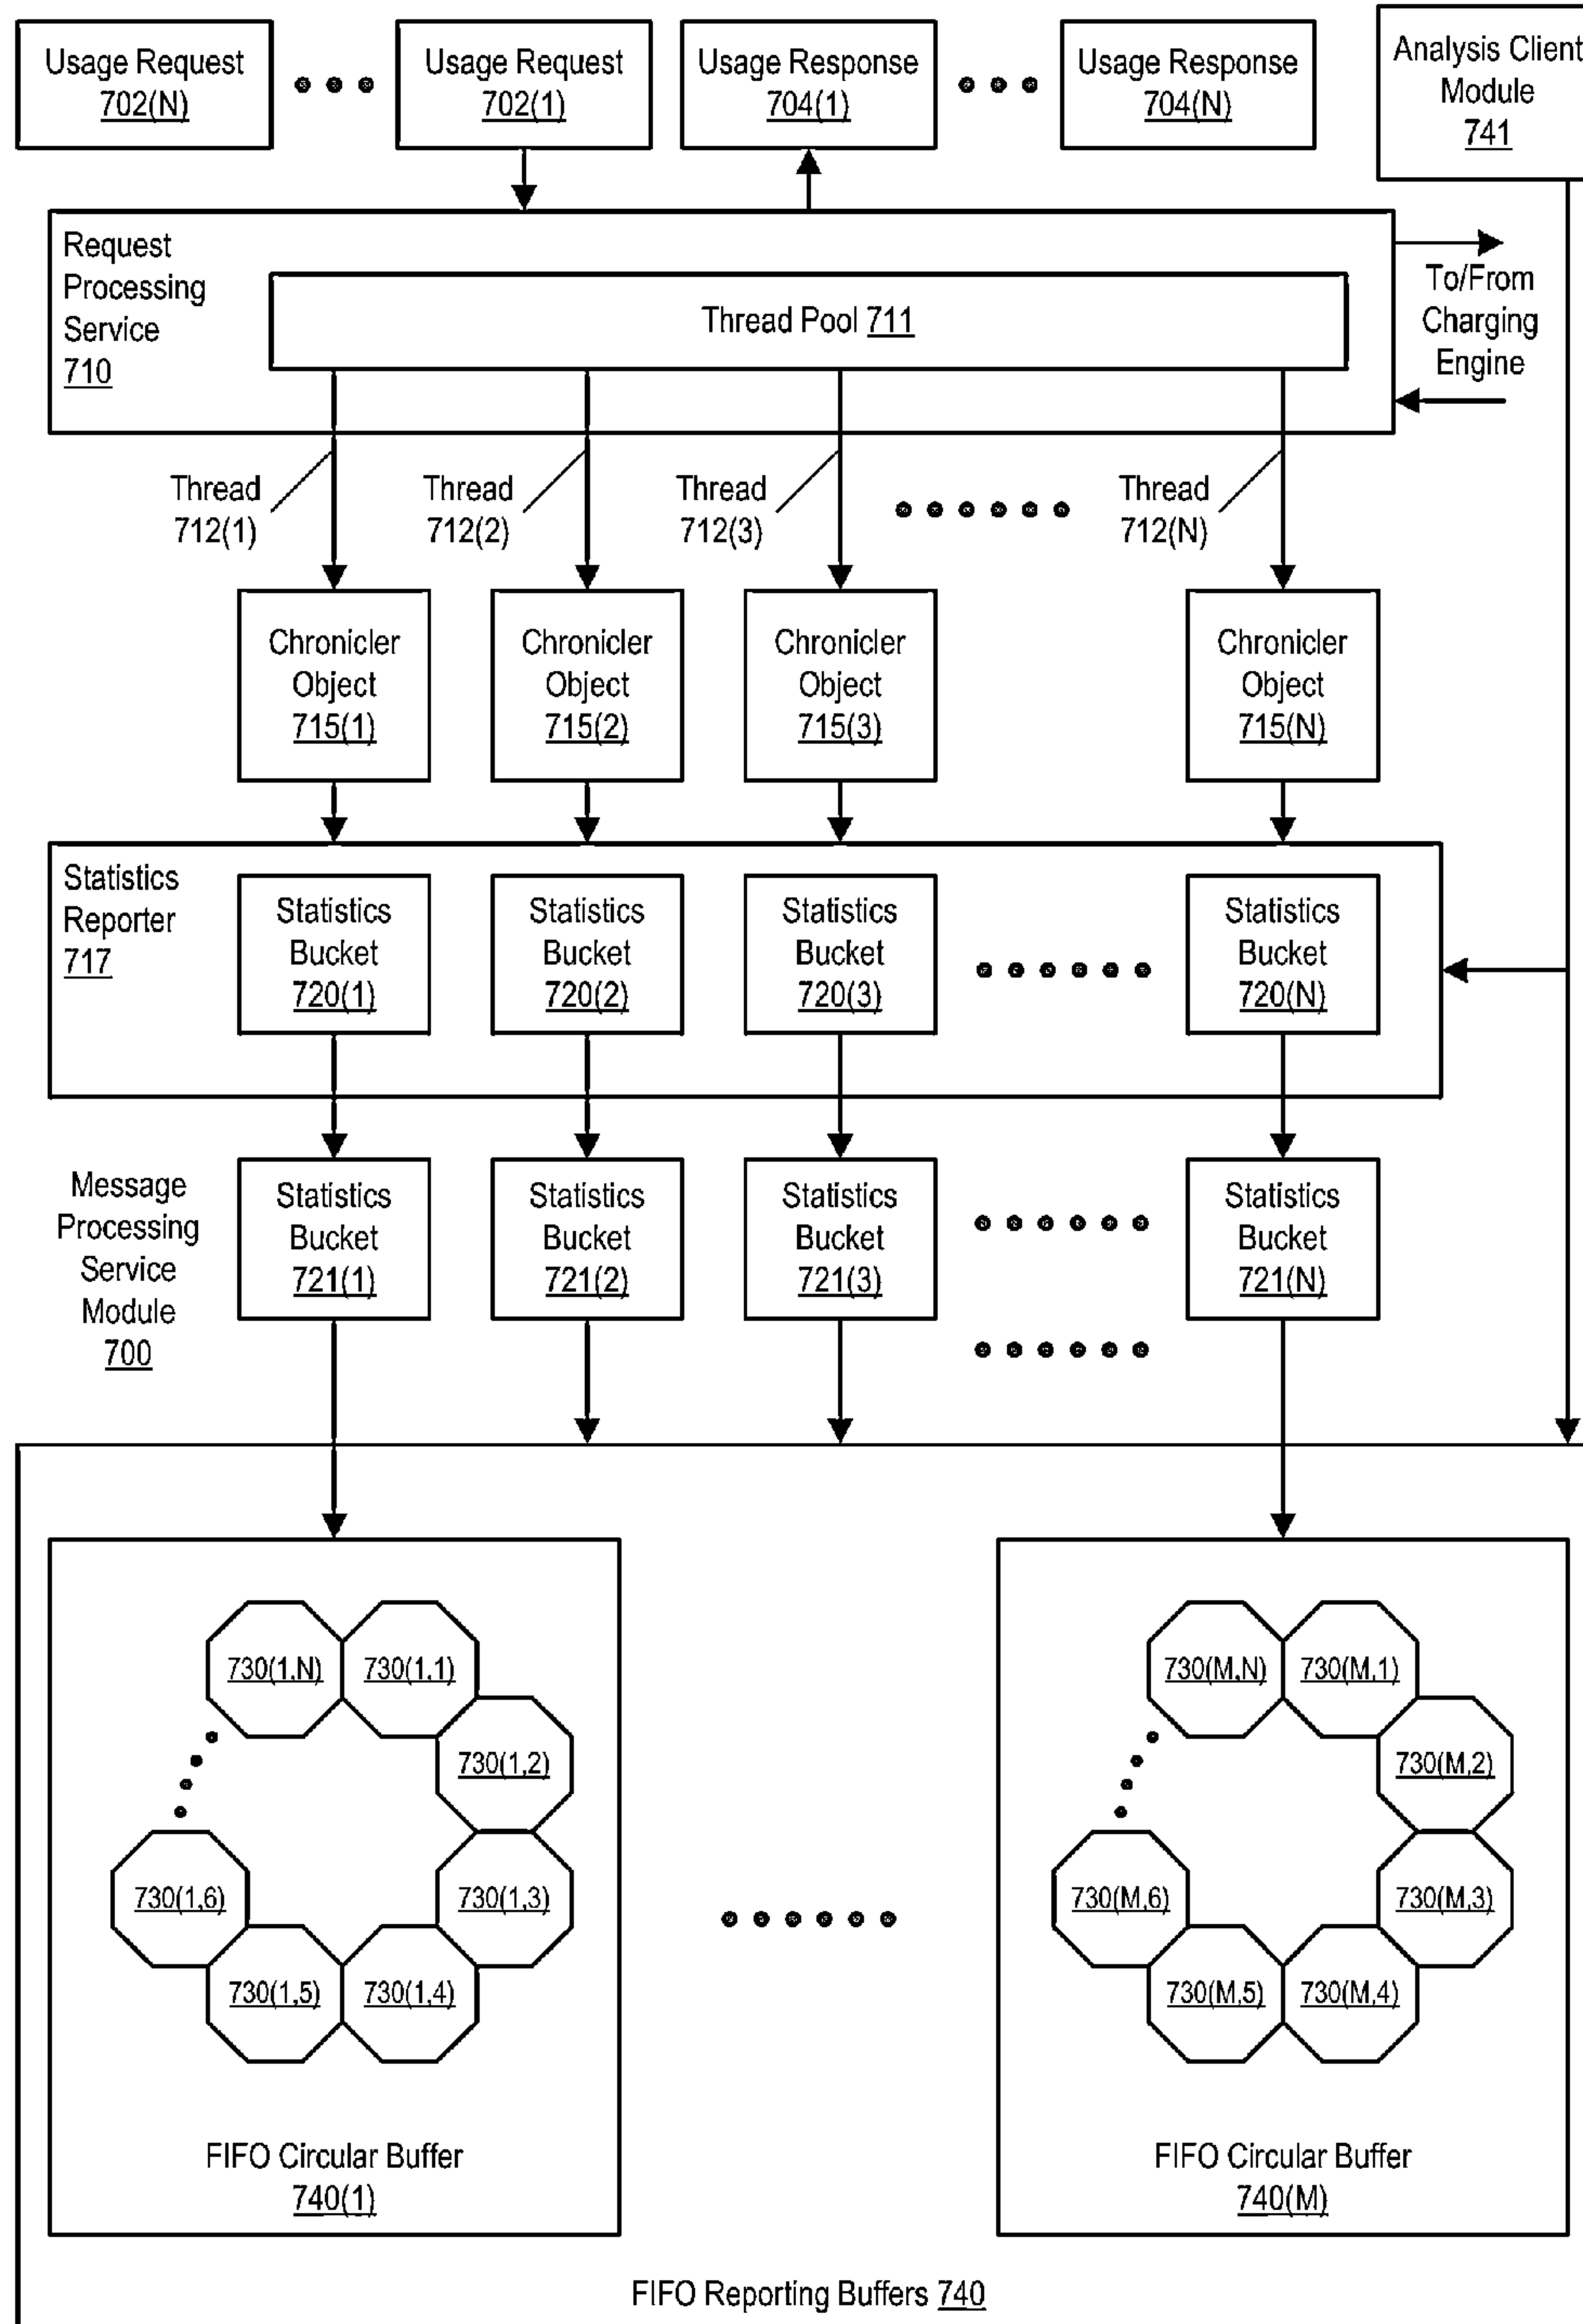 Usage Request
702(N)
Usage Request
702(1)
Usage Response
704(1)
Usage Response
704(N)
Analysis Client
Module
741
Request
Processing
Service
710
Thread Pool 711
To/From
Charging
Engine
Thread
712(1)
Thread
712(2)
Thread
712(3)
Thread
712(N)
Chronicler
Object
715(1)
Chronicler
Object
715(2)
Chronicler
Object
715(3)
Chronicler
Object
715(N)
Statistics
Reporter
717
Statistics
Bucket
720(1)
Statistics
Bucket
720(2)
Statistics
Bucket
720(3)
Statistics
Bucket
720(N)
Message
Processing
Service
Module
700
Statistics
Bucket
721(1)
Statistics
Bucket
721(2)
Statistics
Bucket
721(3)
Statistics
Bucket
721(N)
730(1,N)
730(1,1)
730(1,2)
730(1,3)
730(1,4)
730(1,5)
730(1,6)
FIFO Circular Buffer
740(1)
730(M,N)
730(M,1)
730(M,2)
730(M,3)
730(M,4)
730(M,5)
730(M,6)
FIFO Circular Buffer
740(M)
FIFO Reporting Buffers 740